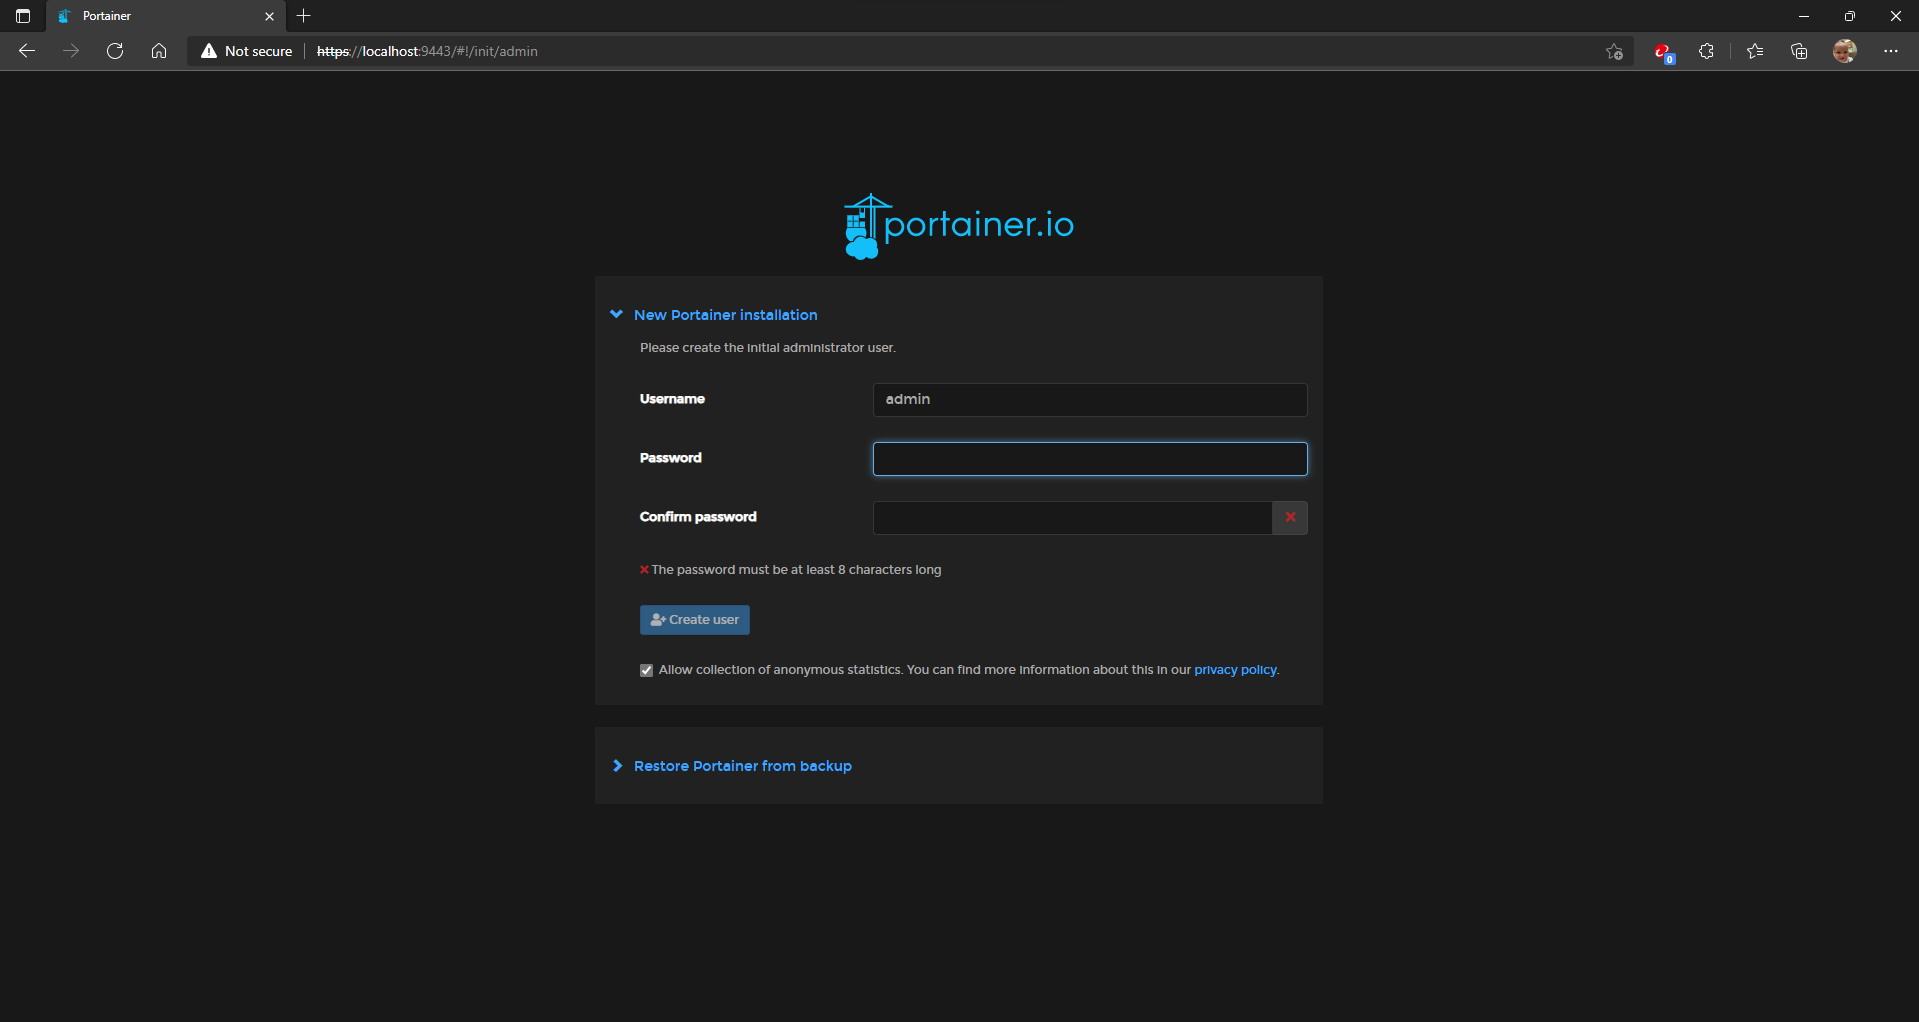 Portainer
Not secure
https://localhost:9443/#!/init/admin
0
portainer.io
New Portainer installation
Please create the initial administrator user.
Username
admin
Password
Confirm password
The password must be at least 8 characters long
Create user
Allow collection of anonymous statistics. You can find more information about this in our privacy policy.
Restore Portainer from backup